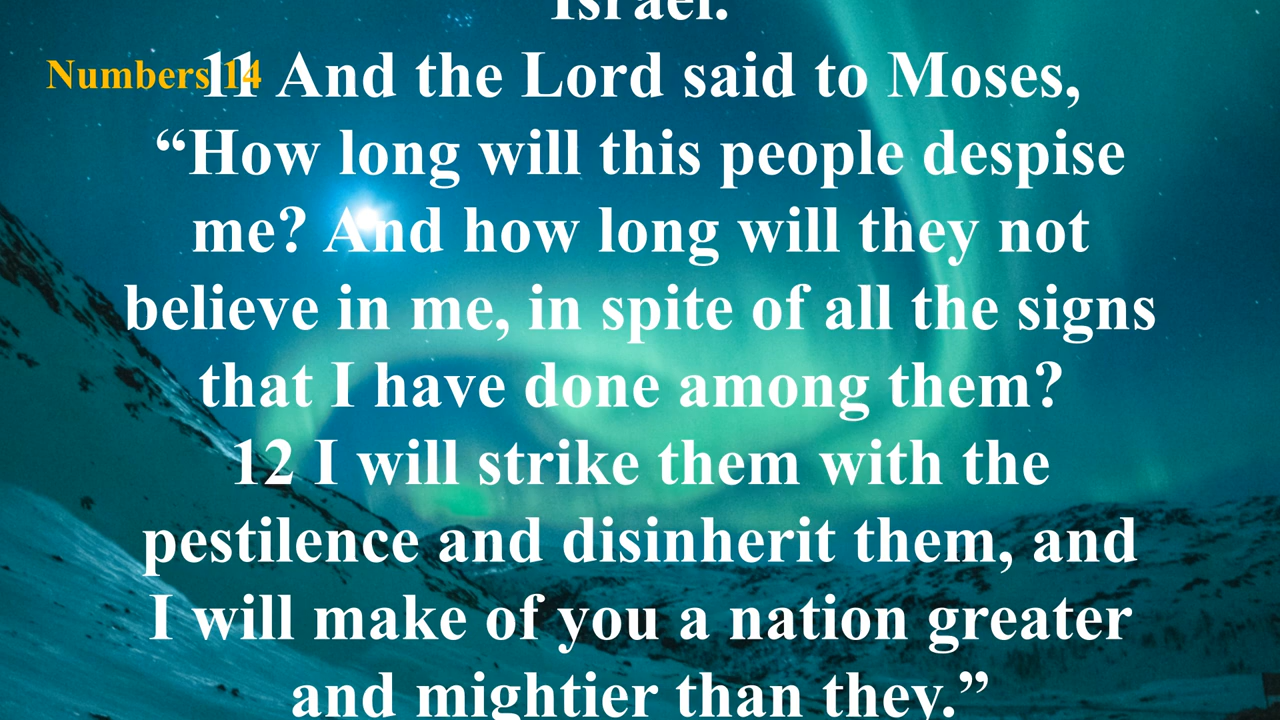 Israel.
Numbers 14
11 And the Lord said to Moses,
“How long will this people despise
me? And how long will they not
believe in me, in spite of all the signs
that I have done among them?
12 I will strike them with the
pestilence and disinherit them, and
I will make of you a nation greater
and mightier than they.”